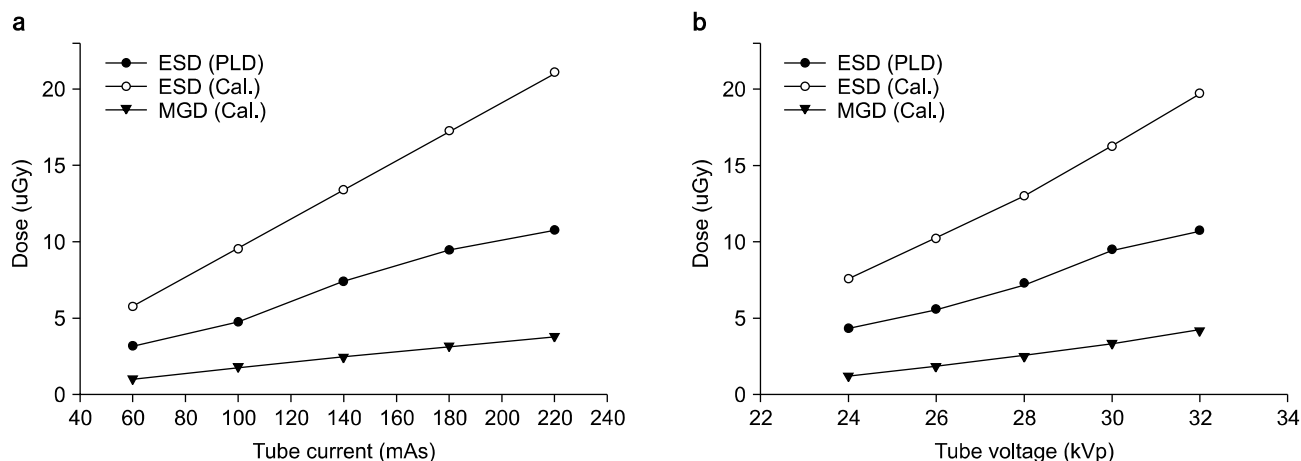 a
ESD (PLD)
ESD (Cal.)
MGD (Cal.)
20
15
10
5
0
Dose (uGy)
40 60 80 100 120 140 160 180 200 220 240
Tube current (mAs)
b
ESD (PLD)
ESD (Cal.)
MGD (Cal.)
20
15
10
5
0
Dose (uGy)
22 24 26 28 30 32 34
Tube voltage (kVp)